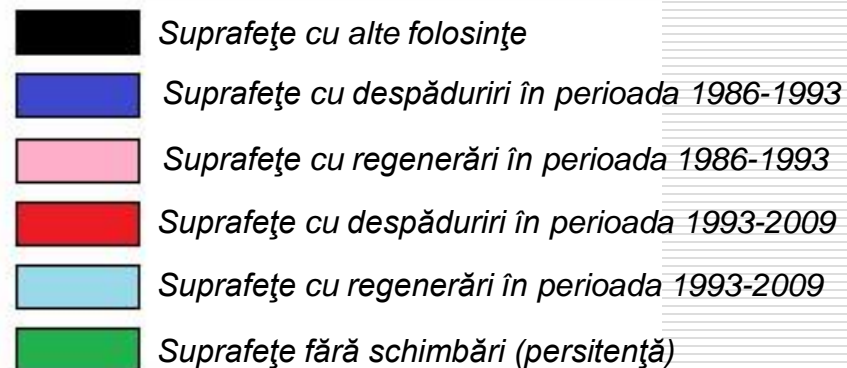 Suprafeţe cu alte folosinţe
Suprafeţe cu despăduriri în perioada 1986-1993
Suprafeţe cu regenerări în perioada 1986-1993
Suprafeţe cu despăduriri în perioada 1993-2009
Suprafeţe cu regenerări în perioada 1993-2009
Suprafeţe fără schimbări (persitenţă)